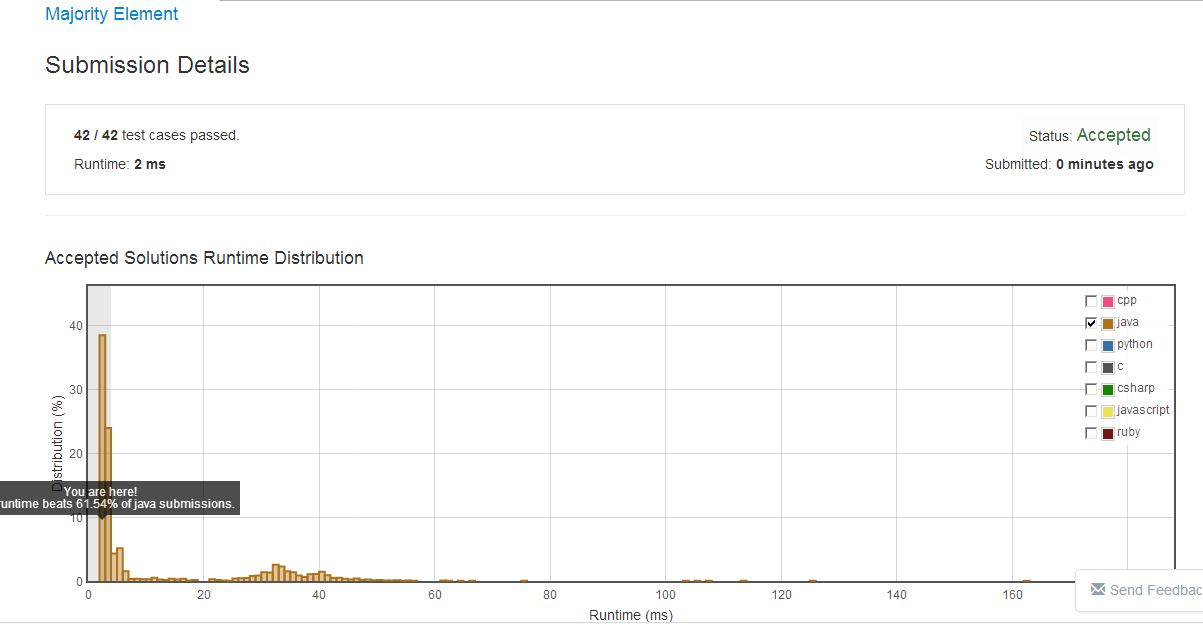 Majority Element
Submission Details
42 / 42 test cases passed.
Status: Accepted
Runtime: 2 ms
Submitted: 0 minutes ago
Accepted Solutions Runtime Distribution
Distribution (%)
40
30
20
10
0
You are here!
runtime beats 61.54% of java submissions.
cpp
java
python
c
csharp
javascript
ruby
0 20 40 60 80 100 120 140 160
Runtime (ms)
Send Feedbac